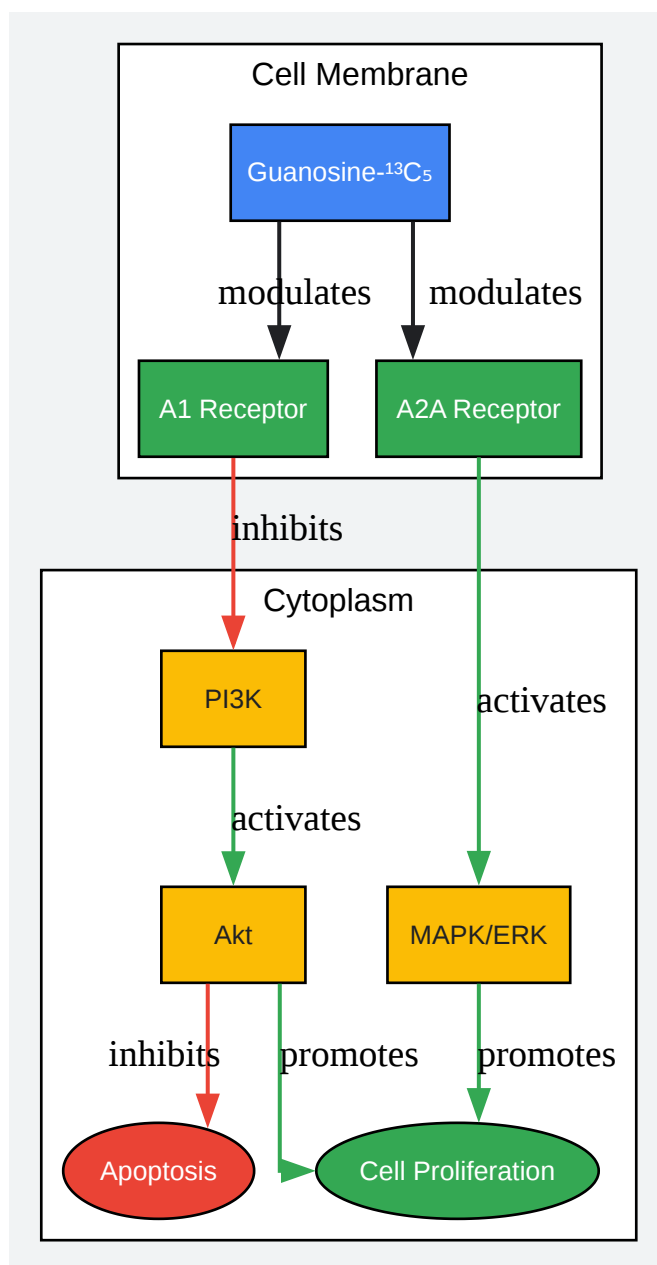 Cell Membrane
Guanosine-¹³C₅
modulates
modulates
A1 Receptor
A2A Receptor
inhibits
Cytoplasm
PI3K
activates
activates
Akt
MAPK/ERK
inhibits
promotes
promotes
Apoptosis
Cell Proliferation